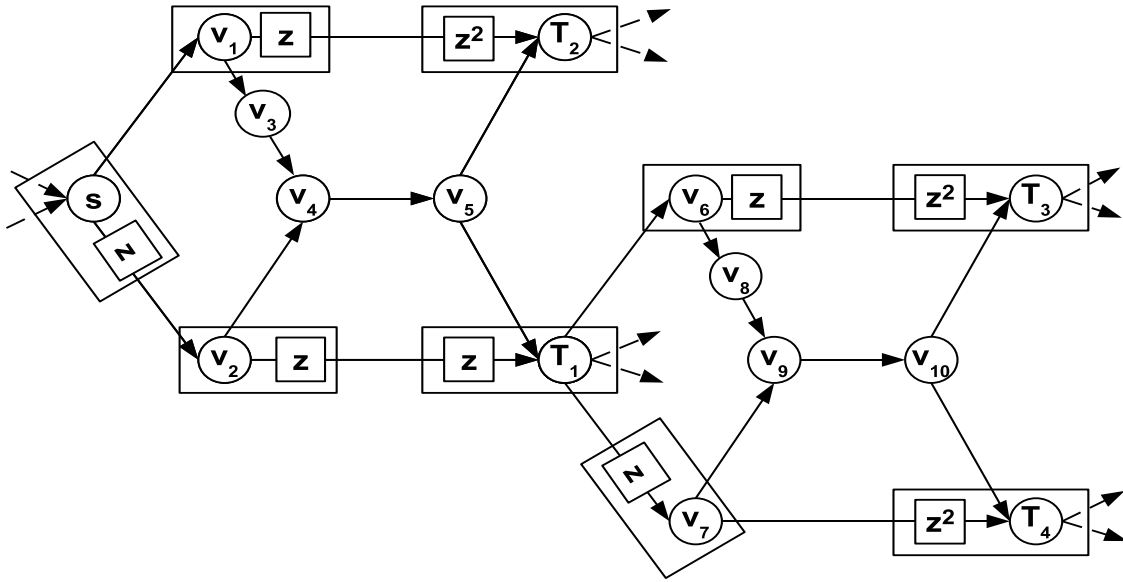 v1 z z² T2
v3
s v4 v5 v6 z z² T3
z
v8
v2 z z T1 v9 v10
z
v7 z² T4